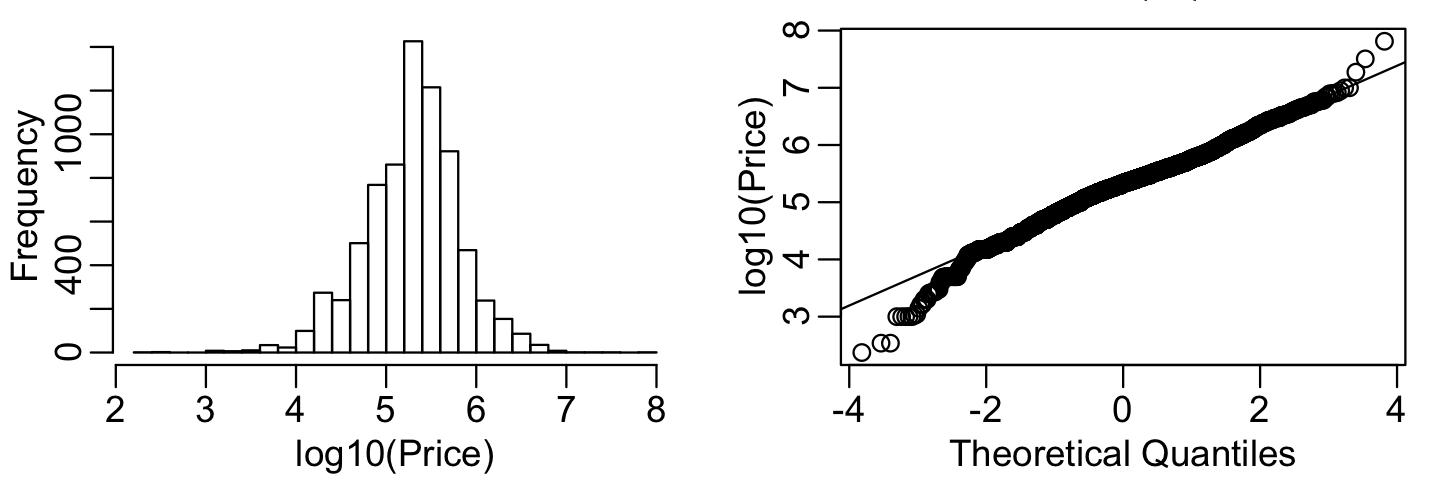 Frequency
0 400 1000
2 3 4 5 6 7 8
log10(Price)
log10(Price)
3 4 5 6 7 8
-4 -2 0 2 4
Theoretical Quantiles